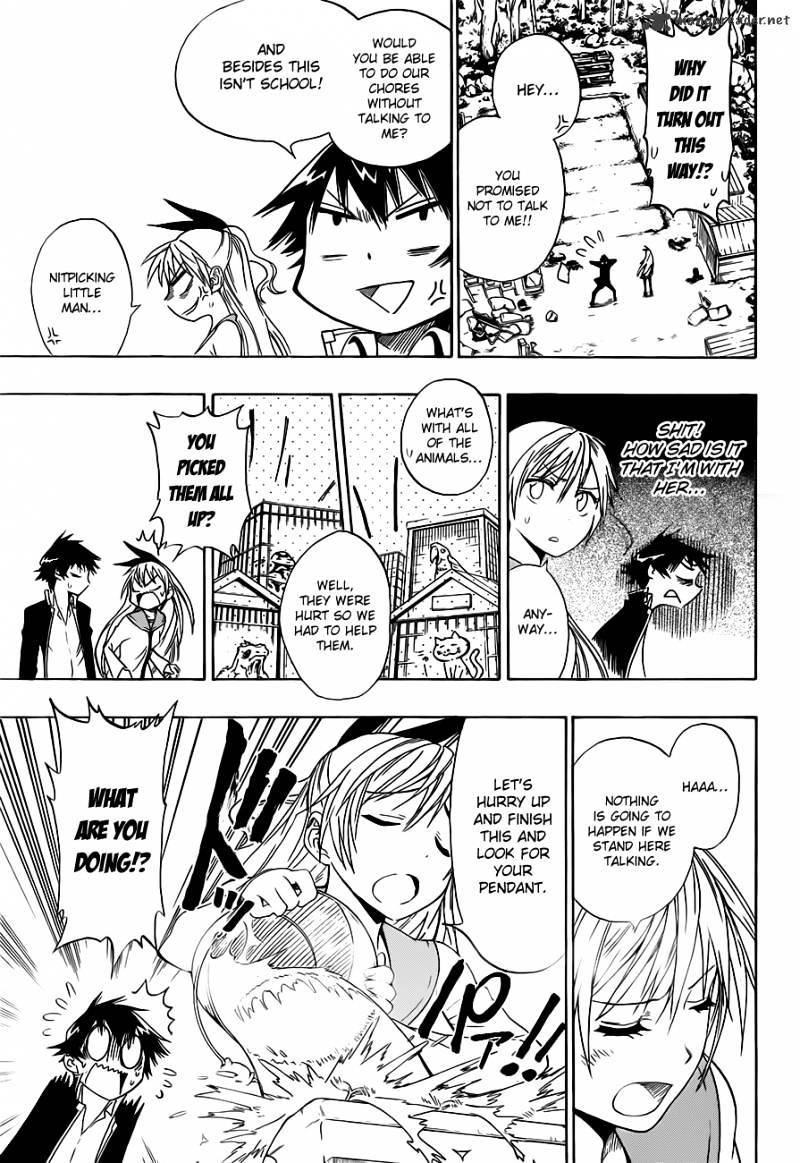 WHY
DID IT
TURN OUT
THIS
WAY!?
HEY...
YOU
PROMISED
NOT TO TALK
TO ME!!
WOULD
YOU BE ABLE
TO DO OUR
CHORES
WITHOUT
TALKING TO
ME?
AND
BESIDES THIS
ISN'T SCHOOL!
NITPICKING
LITTLE
MAN...
SHIT!
HOW SAD IS IT
THAT I'M WITH
HER...
ANY-
WAY...
WHAT'S
WITH ALL
OF THE
ANIMALS...
WELL,
THEY WERE
HURT SO WE
HAD TO HELP
THEM.
YOU
PICKED
THEM ALL
UP?
HAAA...
NOTHING
IS GOING TO
HAPPEN IF WE
STAND HERE
TALKING.
LET'S
HURRY UP
AND FINISH
THIS AND
LOOK FOR
YOUR
PENDANT.
パァ!!
WHAT
ARE YOU
DOING!?